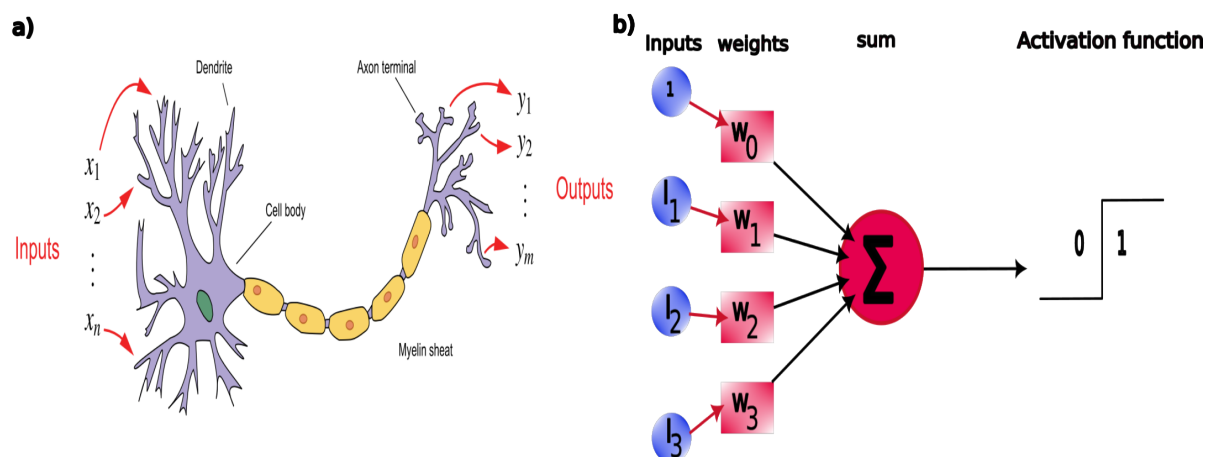 a)
Dendrite
Axon terminal
x1
x2
⋮
xn
Inputs
Cell body
Myelin sheat
y1
y2
⋮
ym
Outputs
b)
Inputs weights sum Activation function
1
w0
I1
w1
I2
w2
I3
w3
Σ
0 1